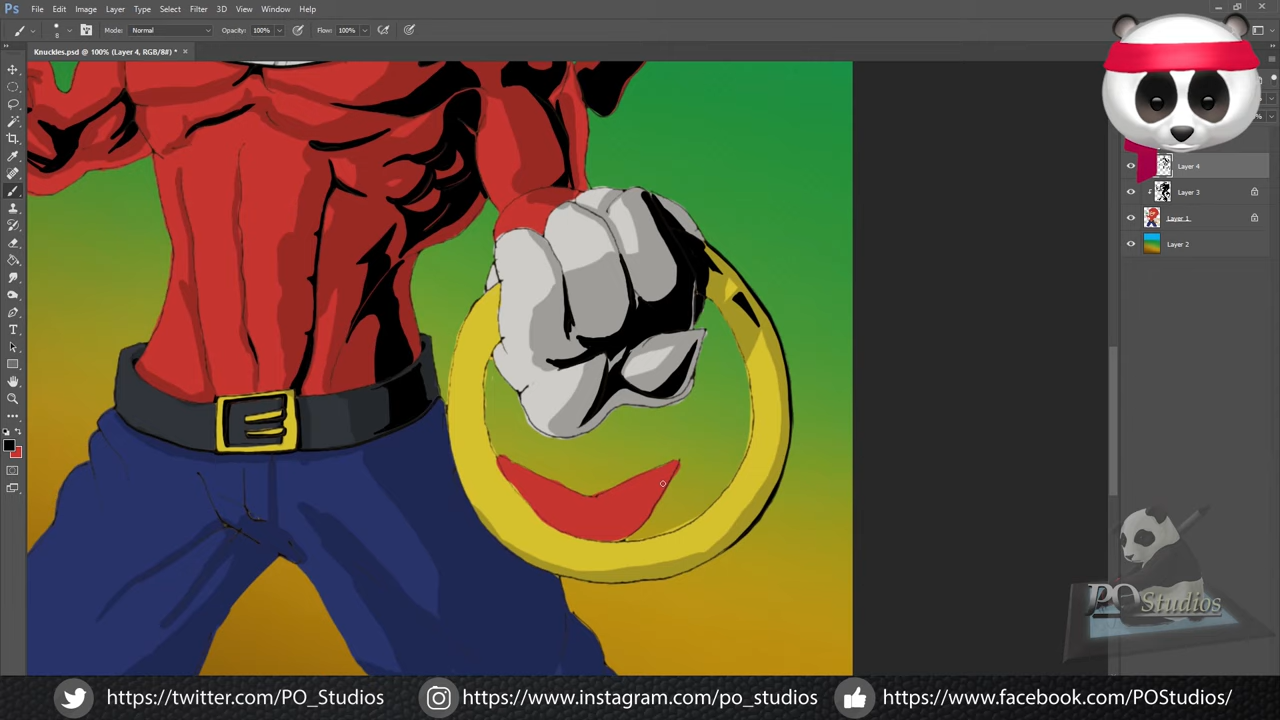 Ps File Edit Image Layer Type Select Filter 3D View Window Help
8 Mode: Normal Opacity: 100% Flow: 100%
Knuckles.psd @ 100% (Layer 4, RGB/8#) * ×
Layer 4
Layer 3
Layer 1
Layer 2
PO Studios
https://twitter.com/PO_Studios https://www.instagram.com/po_studios https://www.facebook.com/POStudios/